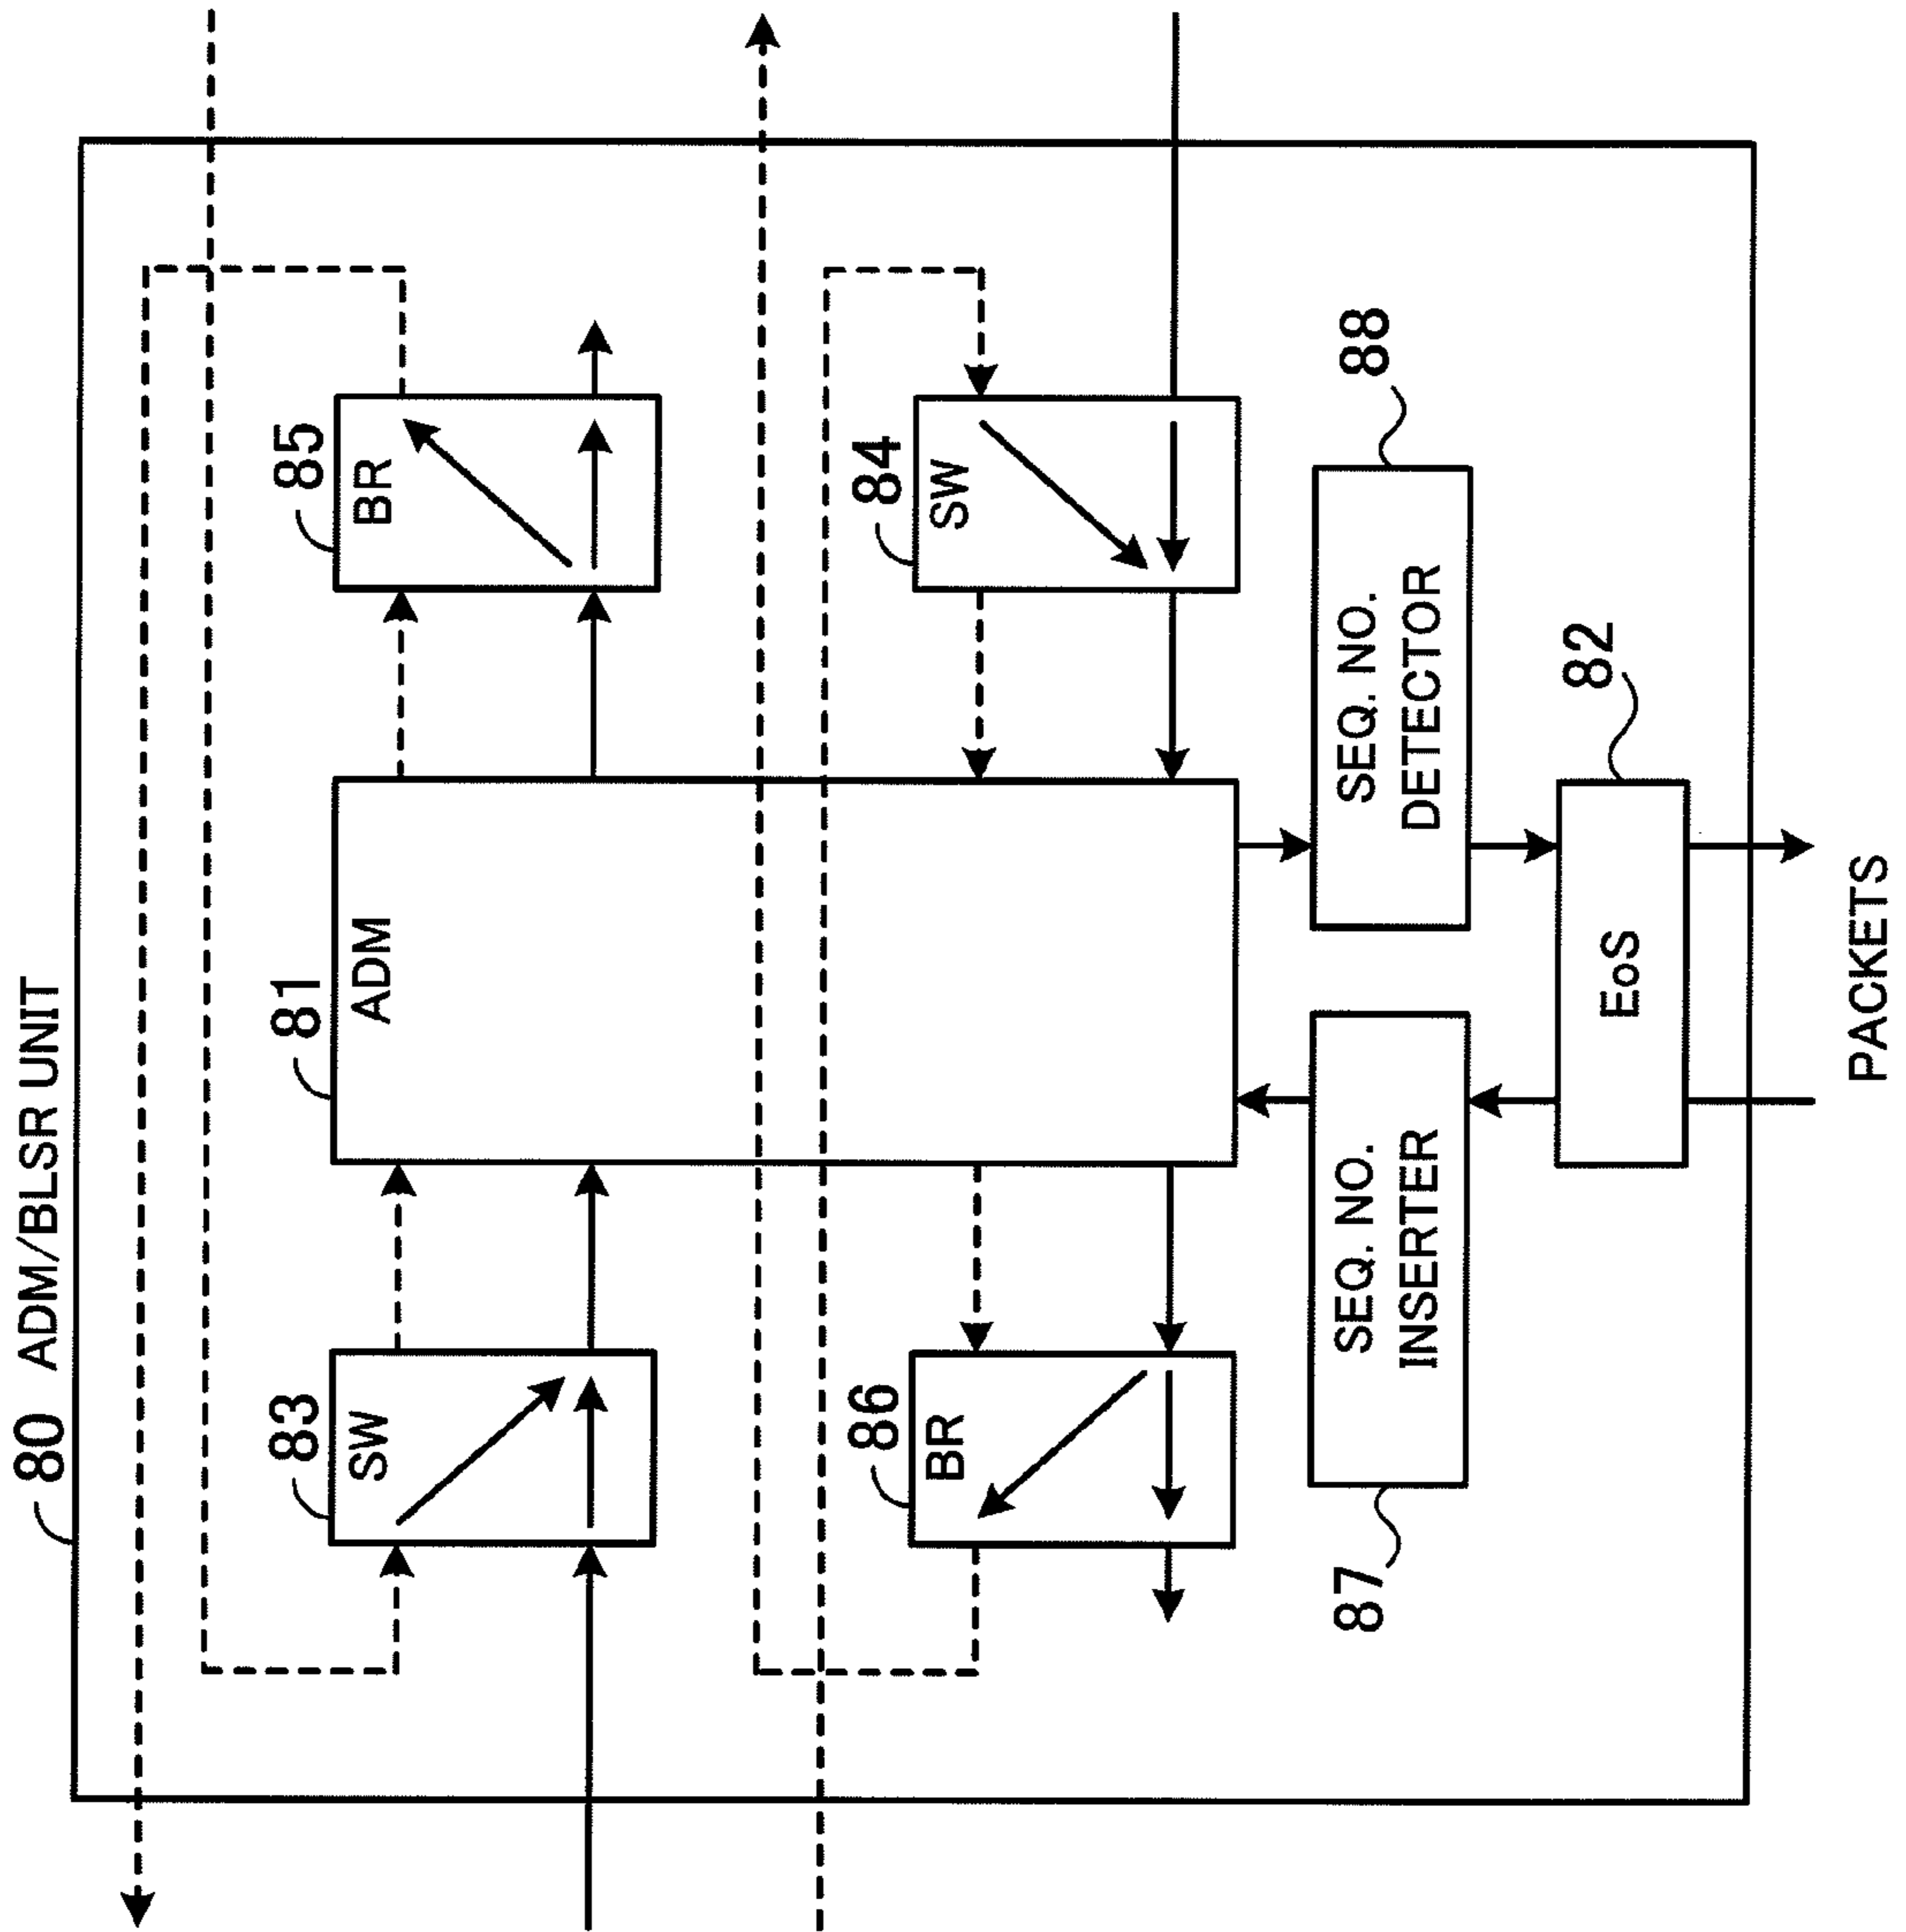 80 ADM/BLSR UNIT
83
SW
81
ADM
85
BR
86
BR
84
SW
87
SEQ. NO.
INSERTER
88
SEQ. NO.
DETECTOR
82
EoS
PACKETS